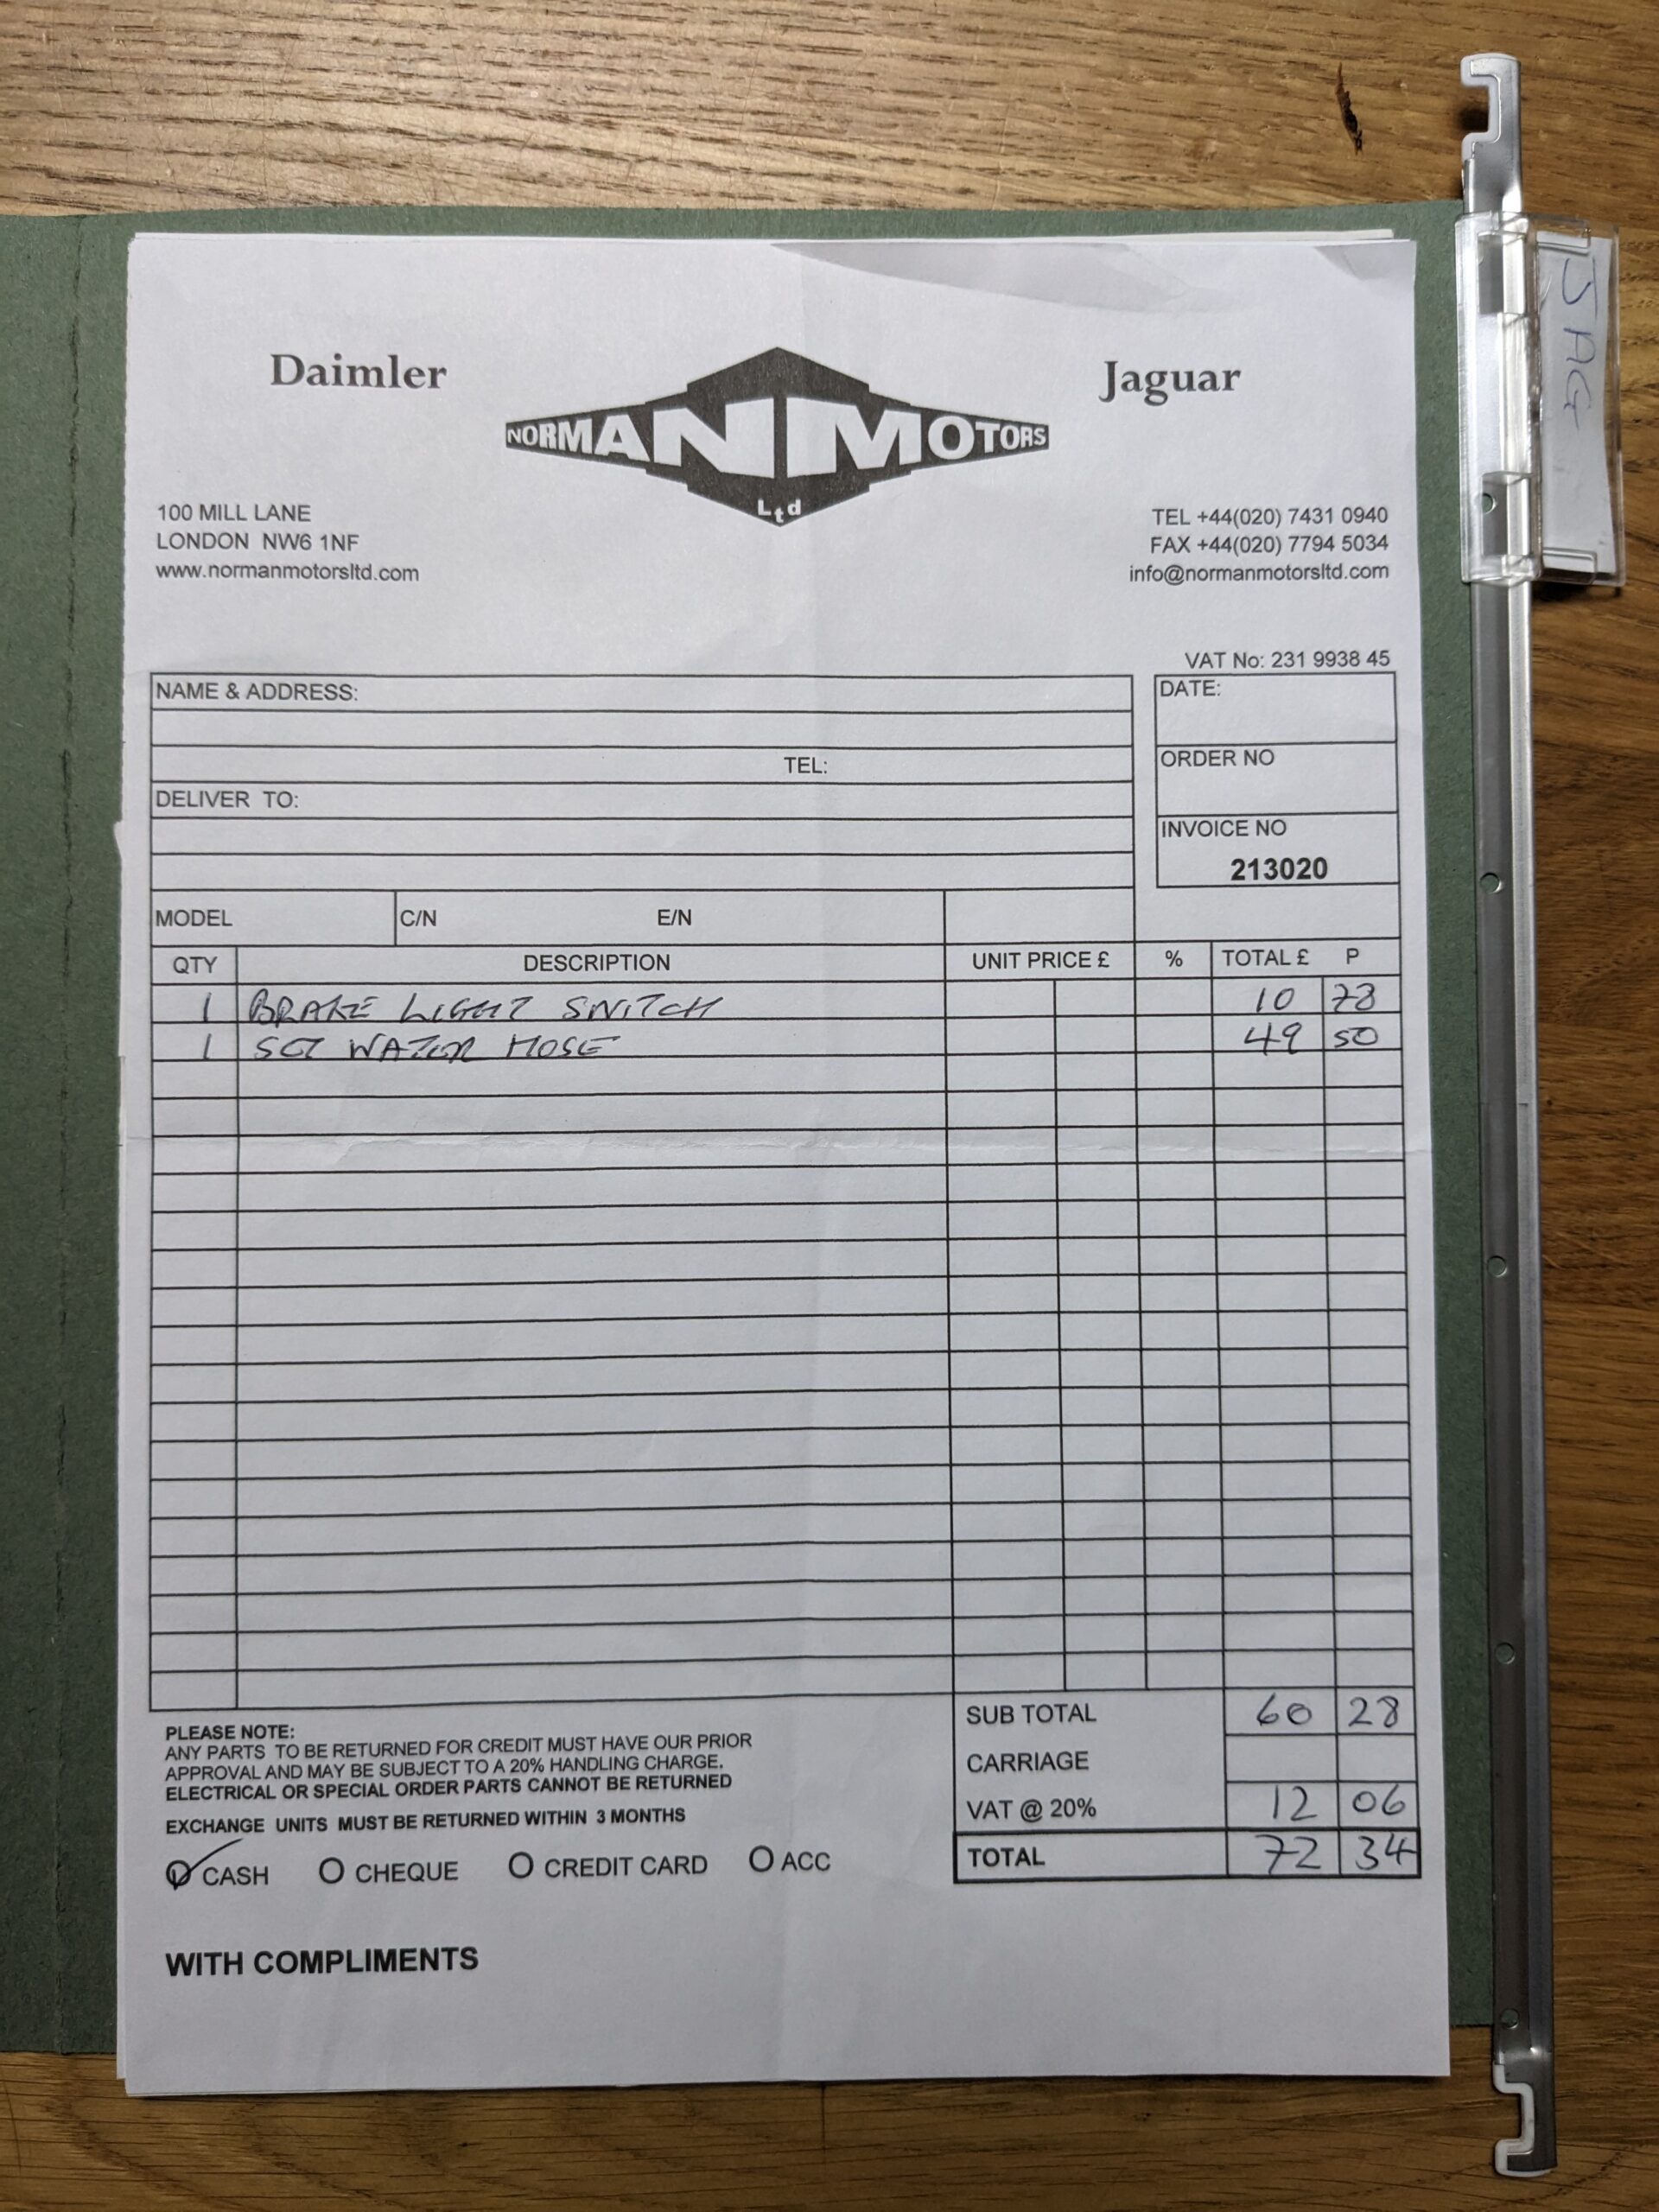 Daimler
NORMAN MOTORS
Ltd
Jaguar
100 MILL LANE
LONDON NW6 1NF
www.normanmotorsltd.com
TEL +44(020) 7431 0940
FAX +44(020) 7794 5034
info@normanmotorsltd.com
VAT No: 231 9938 45
NAME & ADDRESS:
TEL:
DELIVER TO:
DATE:
ORDER NO
INVOICE NO
213020
MODEL C/N E/N
QTY DESCRIPTION UNIT PRICE £ % TOTAL £ P
1 BRAKE LIGHT SWITCH 10 78
1 SET WATER HOSE 49 50
SUB TOTAL 60 28
CARRIAGE
VAT @ 20% 12 06
TOTAL 72 34
PLEASE NOTE:
ANY PARTS TO BE RETURNED FOR CREDIT MUST HAVE OUR PRIOR
APPROVAL AND MAY BE SUBJECT TO A 20% HANDLING CHARGE.
ELECTRICAL OR SPECIAL ORDER PARTS CANNOT BE RETURNED
EXCHANGE UNITS MUST BE RETURNED WITHIN 3 MONTHS
CASH CHEQUE CREDIT CARD ACC
WITH COMPLIMENTS
JAG